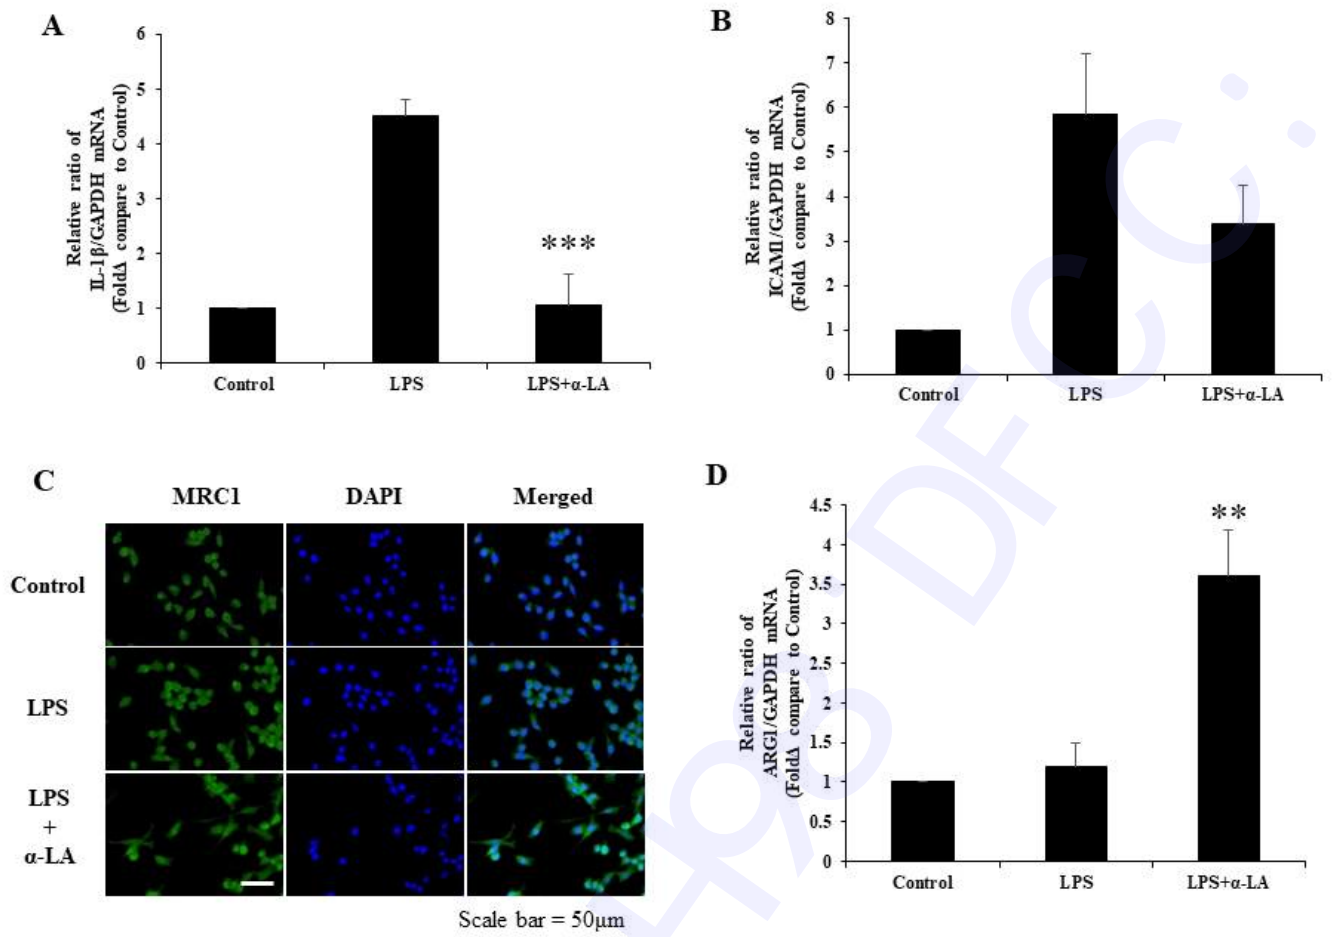 A
6
5
4
3
2
1
0
Relative ratio of
IL-1β/GAPDH mRNA
(FoldΔ compare to Control)
***
Control LPS LPS+α-LA
B
8
7
6
5
4
3
2
1
0
Relative ratio of
ICAM1/GAPDH mRNA
(FoldΔ compare to Control)
Control LPS LPS+α-LA
C
MRC1 DAPI Merged
Control
LPS
LPS
+
α-LA
Scale bar = 50μm
D
4.5
4
3.5
3
2.5
2
1.5
1
0.5
0
Relative ratio of
ARG1/GAPDH mRNA
(FoldΔ compare to Control)
**
Control LPS LPS+α-LA